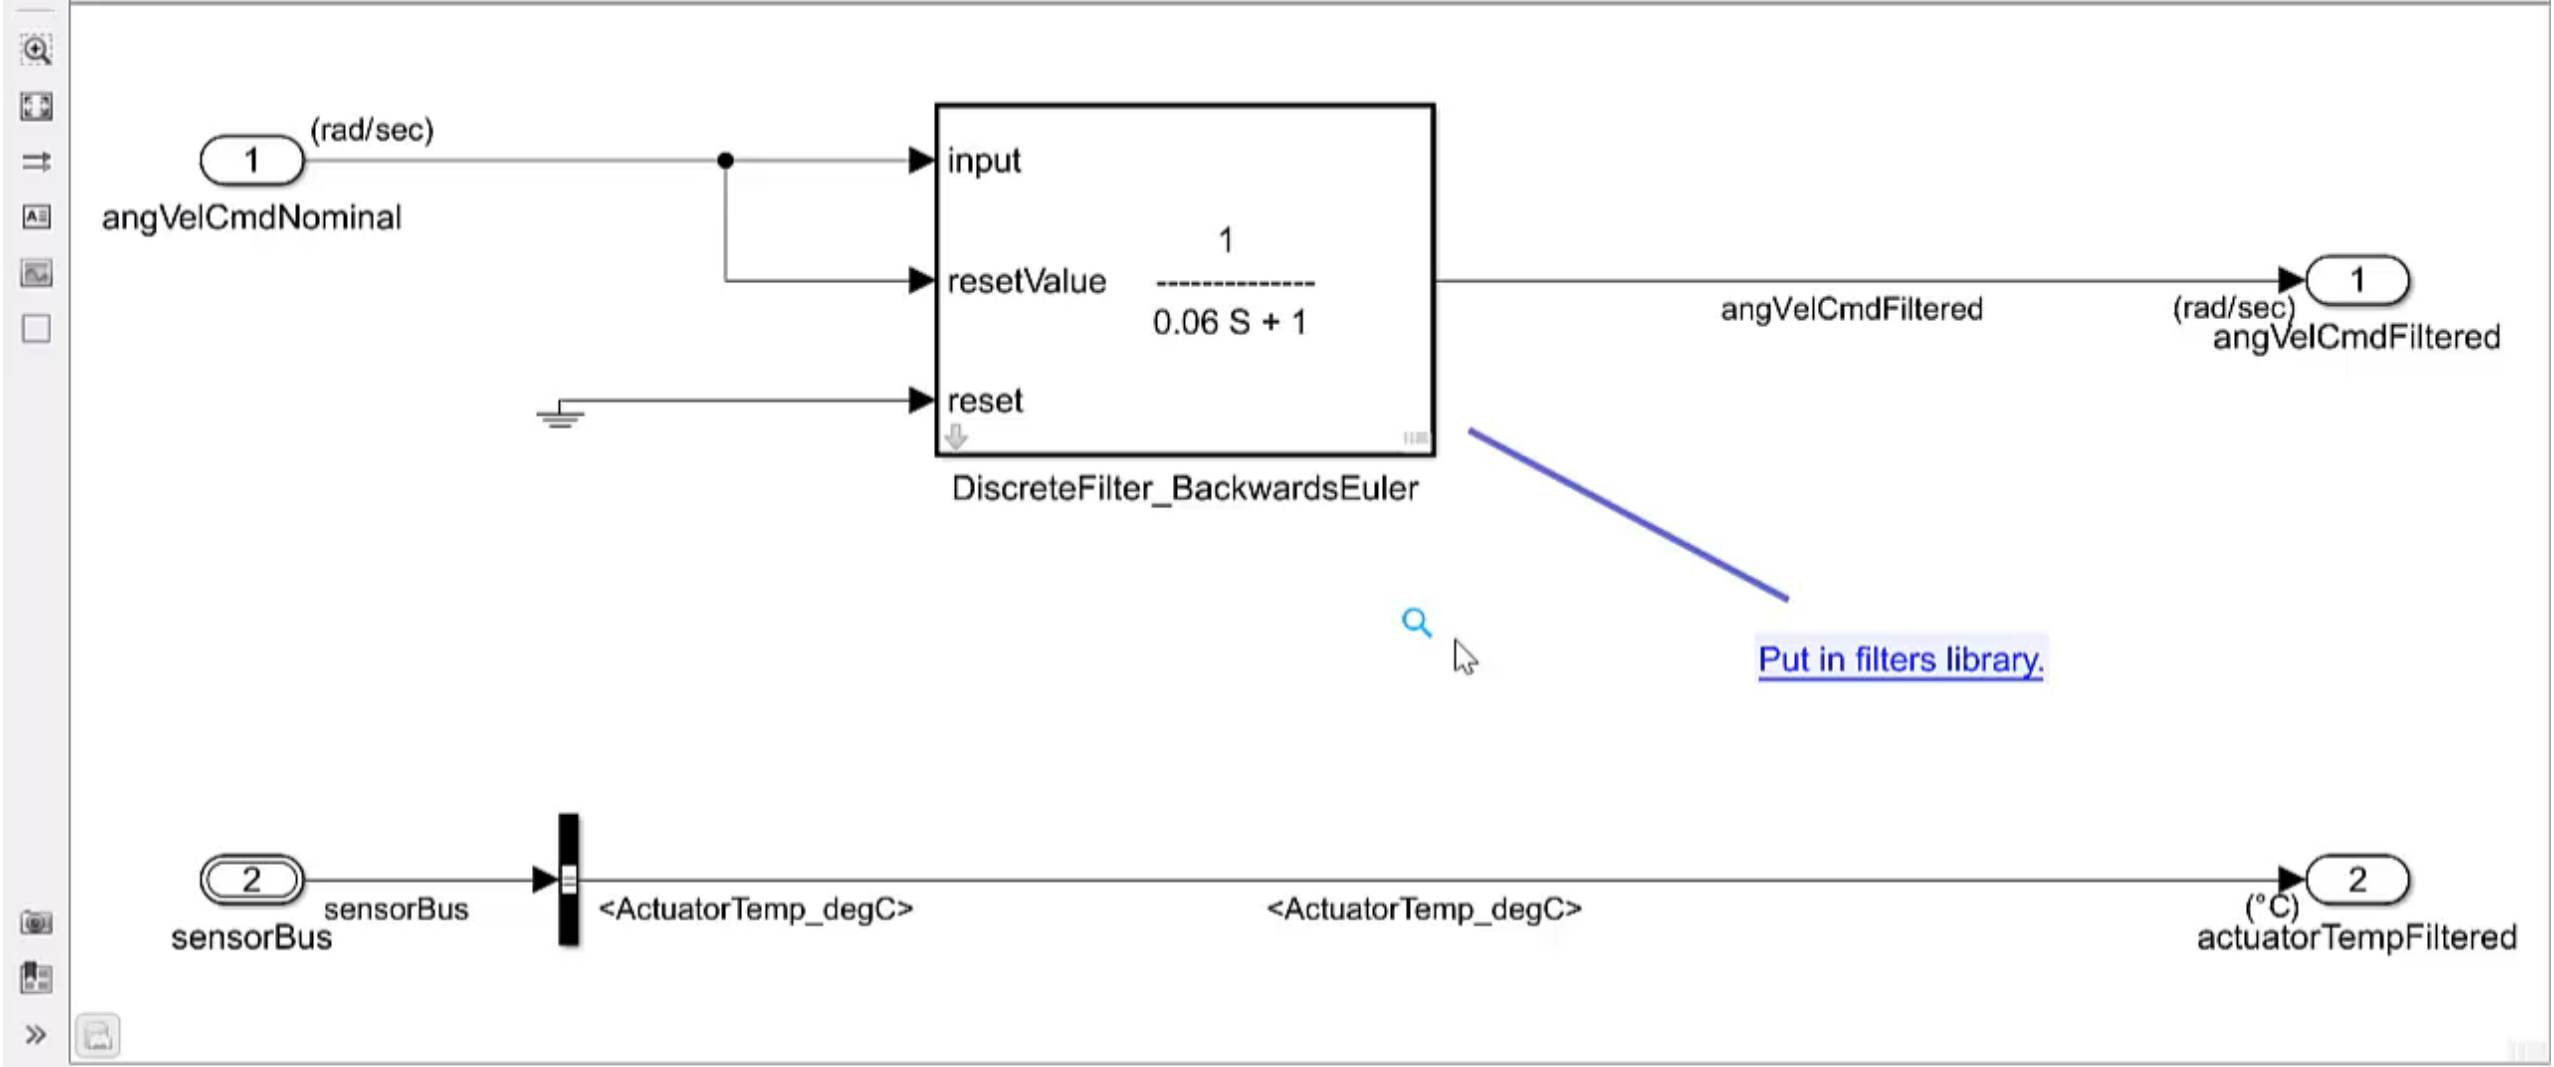 (rad/sec)
1
angVelCmdNominal
input
resetValue
reset
1
--------------
0.06 S + 1
DiscreteFilter_BackwardsEuler
angVelCmdFiltered
1
(rad/sec)
angVelCmdFiltered
Put in filters library.
2
sensorBus
sensorBus
<ActuatorTemp_degC>
<ActuatorTemp_degC>
2
(°C)
actuatorTempFiltered